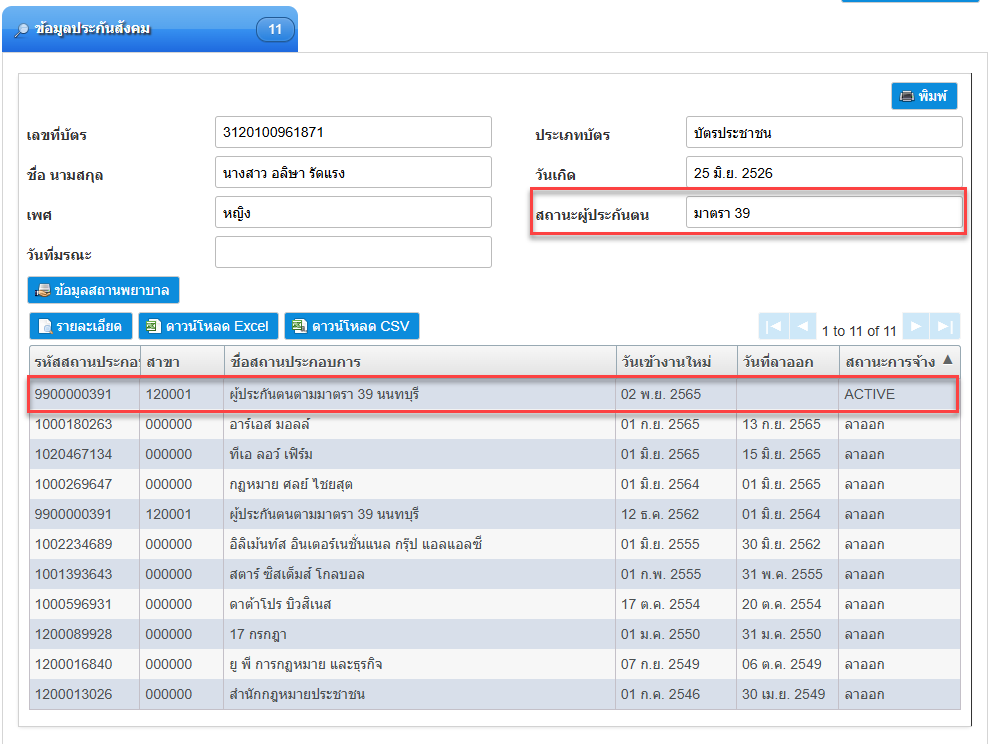 ข้อมูลประกันสังคม 11
พิมพ์
เลขที่บัตร 3120100961871 ประเภทบัตร บัตรประชาชน
ชื่อ นามสกุล นางสาว อลิษา รัดแรง วันเกิด 25 มิ.ย. 2526
เพศ หญิง สถานะผู้ประกันตน มาตรา 39
วันที่มรณะ
ข้อมูลสถานพยาบาล
รายละเอียด ดาวน์โหลด Excel ดาวน์โหลด CSV 1 to 11 of 11
รหัสสถานประกอบ สาขา ชื่อสถานประกอบการ วันเข้างานใหม่ วันที่ลาออก สถานะการจ้าง
9900000391 120001 ผู้ประกันตนตามมาตรา 39 นนทบุรี 02 พ.ย. 2565 ACTIVE
1000180263 000000 อาร์เอส มอลล์ 01 ก.ย. 2565 13 ก.ย. 2565 ลาออก
1020467134 000000 ทีเอ ลอว์ เฟิร์ม 01 มิ.ย. 2565 15 มิ.ย. 2565 ลาออก
1000269647 000000 กฎหมาย ศลย์ ไชยสุต 01 มิ.ย. 2564 01 มิ.ย. 2565 ลาออก
9900000391 120001 ผู้ประกันตนตามมาตรา 39 นนทบุรี 12 ธ.ค. 2562 01 มิ.ย. 2564 ลาออก
1002234689 000000 อิลิเม้นท์ส อินเตอร์เนชั่นแนล กรุ๊ป แอลแอลซี 01 มิ.ย. 2555 30 มิ.ย. 2562 ลาออก
1001393643 000000 สตาร์ ซิสเต็มส์ โกลบอล 01 ก.พ. 2555 31 พ.ค. 2555 ลาออก
1000596931 000000 ดาต้าโปร บิวสิเนส 17 ต.ค. 2554 20 ต.ค. 2554 ลาออก
1200089928 000000 17 กรกฎา 01 ม.ค. 2550 31 ม.ค. 2550 ลาออก
1200016840 000000 ยู พี การกฎหมาย และธุรกิจ 07 ก.ย. 2549 06 ต.ค. 2549 ลาออก
1200013026 000000 สำนักกฎหมายประชาชน 01 ก.ค. 2546 30 เม.ย. 2549 ลาออก